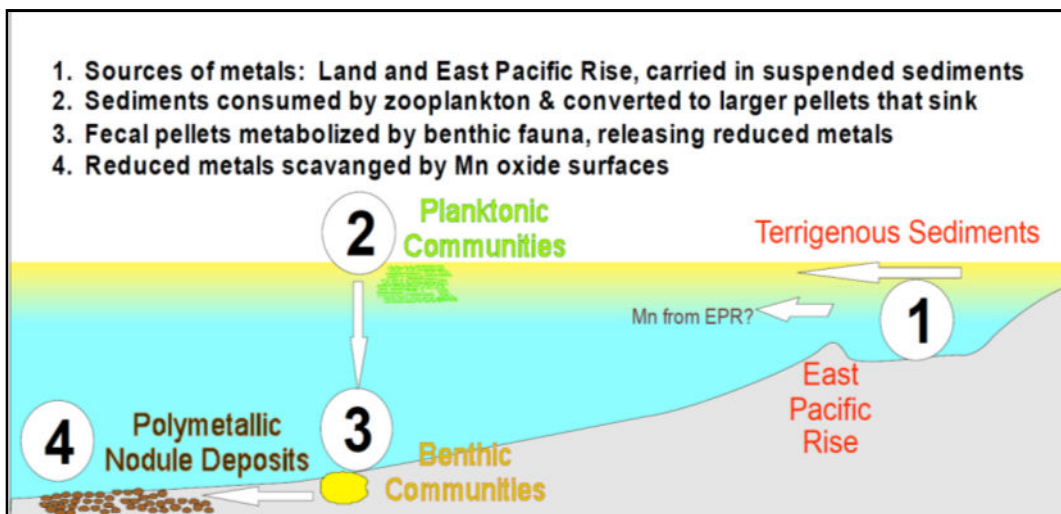 1. Sources of metals: Land and East Pacific Rise, carried in suspended sediments
2. Sediments consumed by zooplankton & converted to larger pellets that sink
3. Fecal pellets metabolized by benthic fauna, releasing reduced metals
4. Reduced metals scavanged by Mn oxide surfaces
2
Planktonic
Communities
Terrigenous Sediments
Mn from EPR?
1
East
Pacific
Rise
4
Polymetallic
Nodule Deposits
3
Benthic
Communities